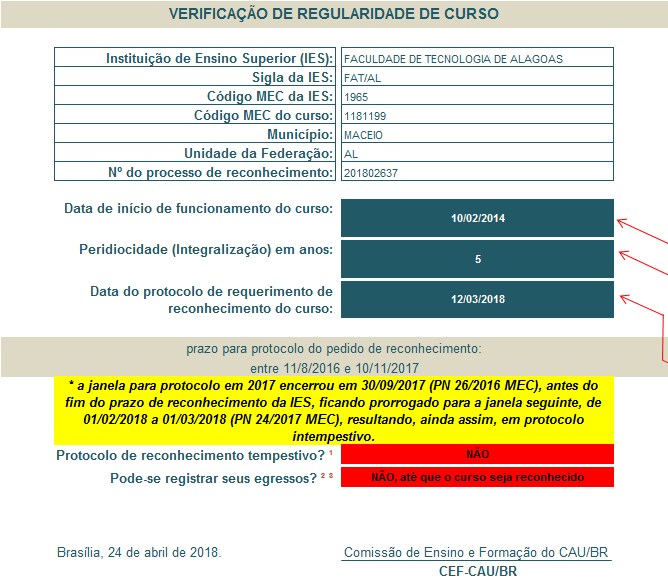 VERIFICAÇÃO DE REGULARIDADE DE CURSO
Instituição de Ensino Superior (IES): FACULDADE DE TECNOLOGIA DE ALAGOAS
Sigla da IES: FAT/AL
Código MEC da IES: 1965
Código MEC do curso: 1181199
Município: MACEIO
Unidade da Federação: AL
Nº do processo de reconhecimento: 201802637
Data de início de funcionamento do curso: 10/02/2014
Peridiocidade (Integralização) em anos: 5
Data do protocolo de requerimento de
reconhecimento do curso: 12/03/2018
prazo para protocolo do pedido de reconhecimento:
entre 11/8/2016 e 10/11/2017
* a janela para protocolo em 2017 encerrou em 30/09/2017 (PN 26/2016 MEC), antes do
fim do prazo de reconhecimento da IES, ficando prorrogado para a janela seguinte, de
01/02/2018 a 01/03/2018 (PN 24/2017 MEC), resultando, ainda assim, em protocolo
intempestivo.
Protocolo de reconhecimento tempestivo? ¹ NÃO
Pode-se registrar seus egressos? ² ³ NÃO, até que o curso seja reconhecido
Brasília, 24 de abril de 2018. Comissão de Ensino e Formação do CAU/BR
CEF-CAU/BR